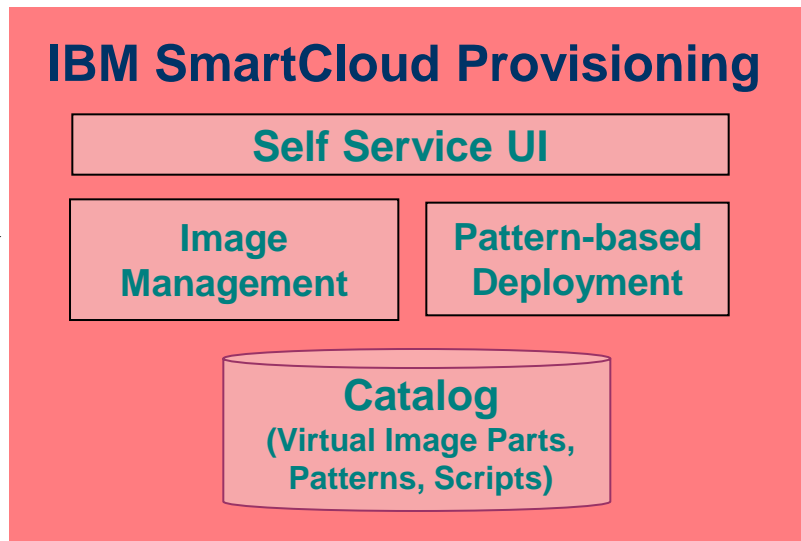 IBM SmartCloud Provisioning
Self Service UI
Image
Management
Pattern-based
Deployment
Catalog
(Virtual Image Parts,
Patterns, Scripts)